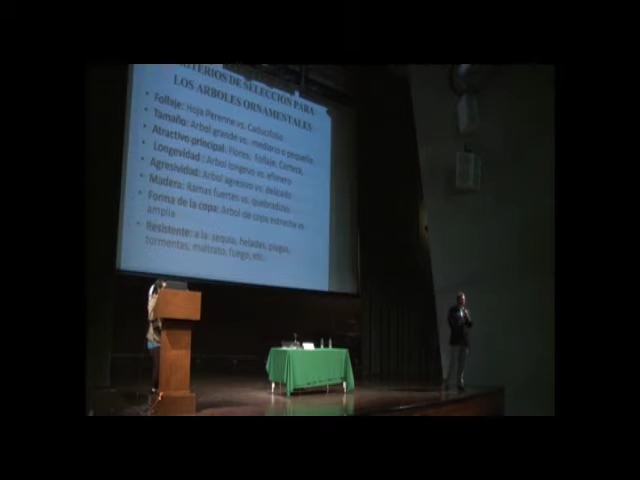 CRITERIOS DE SELECCIÓN PARA
LOS ARBOLES ORNAMENTALES
• Follaje: Hoja Perenne vs. Caducifolio
• Tamaño: Arbol grande vs. mediano o pequeño
• Atractivo principal: Flores, Follaje, Corteza,
• Longevidad : Arbol longevo vs. efímero
• Agresividad: Arbol agresivo vs. delicado
• Madera: Ramas fuertes vs. quebradizas
• Forma de la copa: Arbol de copa estrecha vs.
amplia
• Resistente: a la sequia, heladas, plagas,
tormentas, maltrato, fuego, etc.